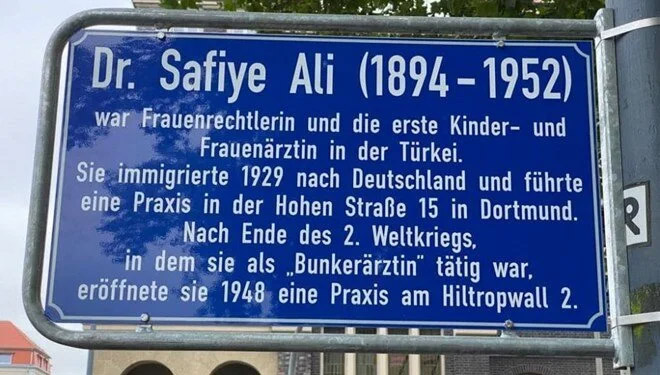 Dr. Safiye Ali (1894 – 1952)
war Frauenrechtlerin und die erste Kinder- und
Frauenärztin in der Türkei.
Sie immigrierte 1929 nach Deutschland und führte
eine Praxis in der Hohen Straße 15 in Dortmund.
Nach Ende des 2. Weltkriegs,
in dem sie als „Bunkerärztin" tätig war,
eröffnete sie 1948 eine Praxis am Hiltropwall 2.